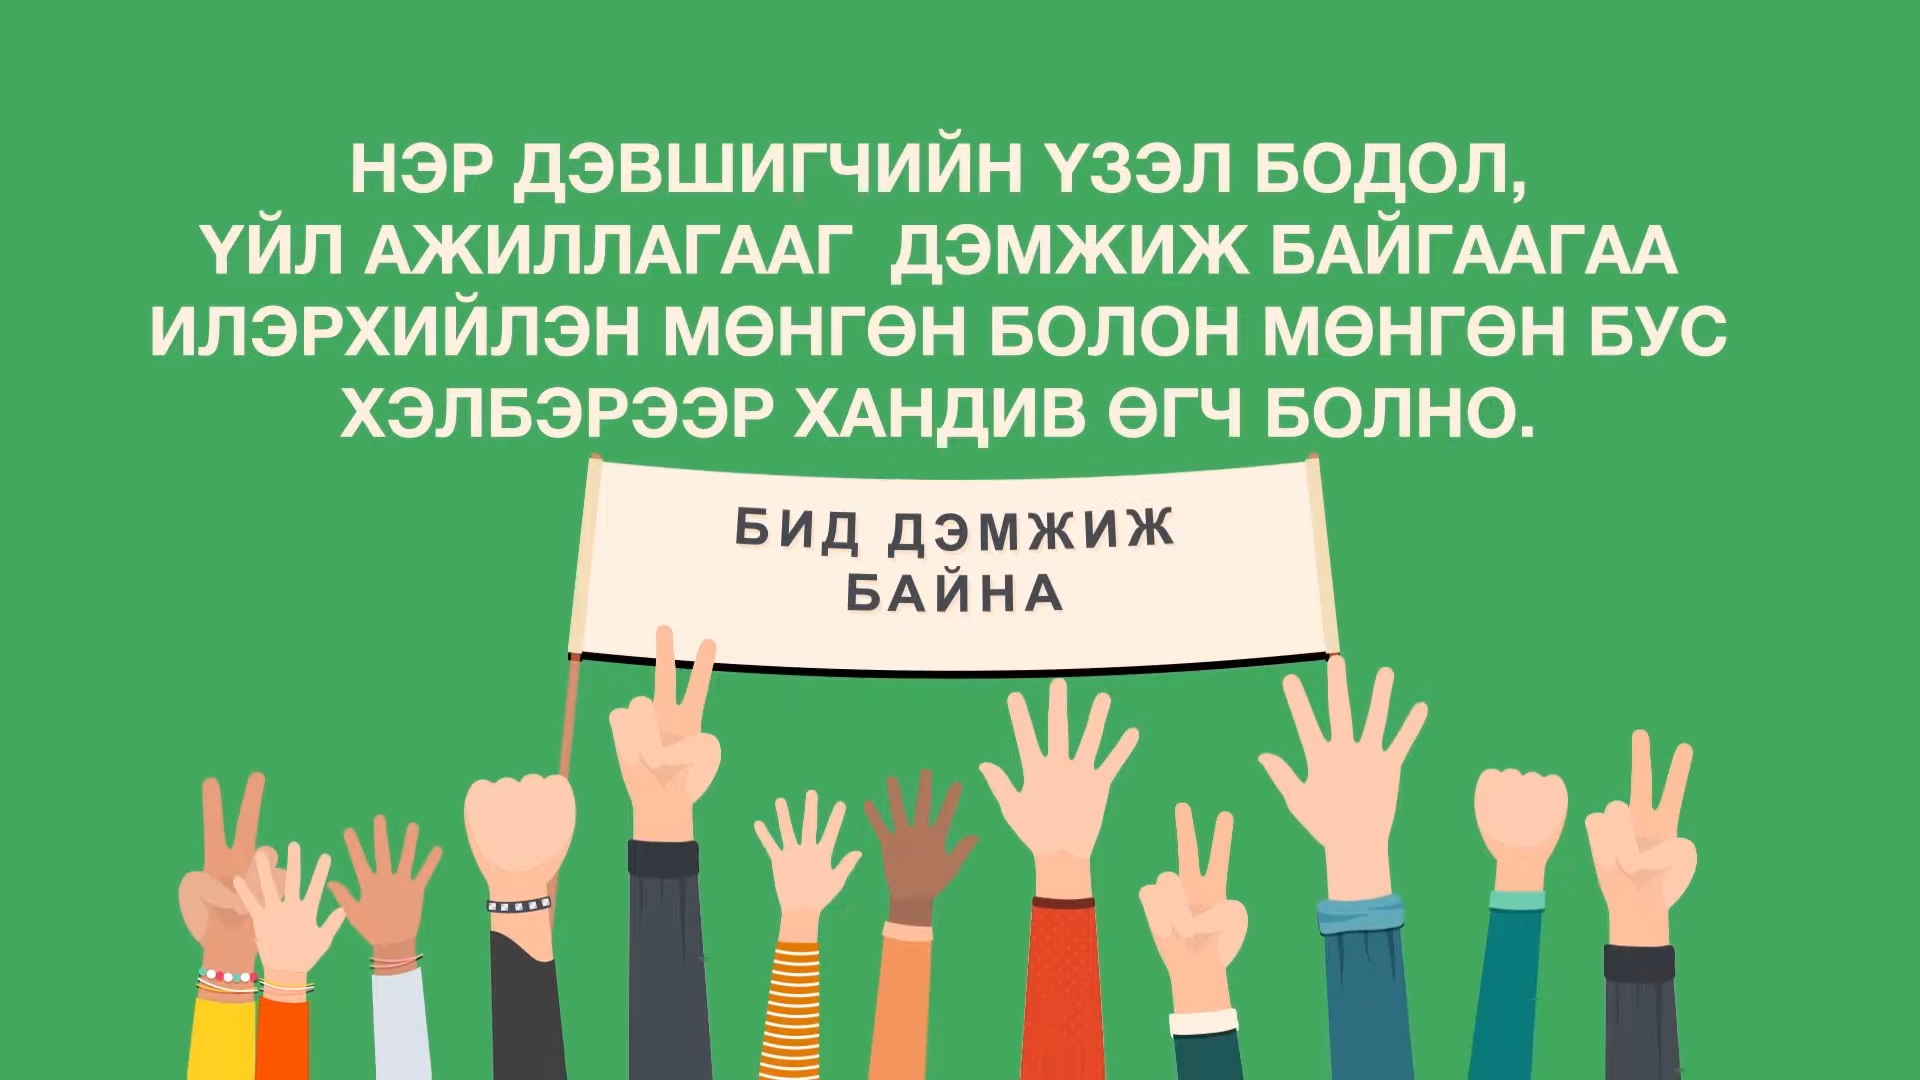 НЭР ДЭВШИГЧИЙН ҮЗЭЛ БОДОЛ,
ҮЙЛ АЖИЛЛАГААГ ДЭМЖИЖ БАЙГААГАА
ИЛЭРХИЙЛЭН МӨНГӨН БОЛОН МӨНГӨН БУС
ХЭЛБЭРЭЭР ХАНДИВ ӨГЧ БОЛНО.
БИД ДЭМЖИЖ
БАЙНА